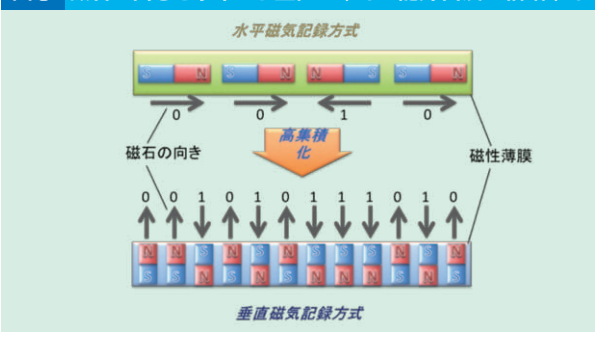 水平磁気記録方式
S N S N N S S N
0 0 1 0
高集積
化
磁石の向き
磁性薄膜
0 0 1 0 1 0 1 1 1 0 1 0
N N S N S N S S S N S N
S S N S N S N N N S N S
垂直磁気記録方式